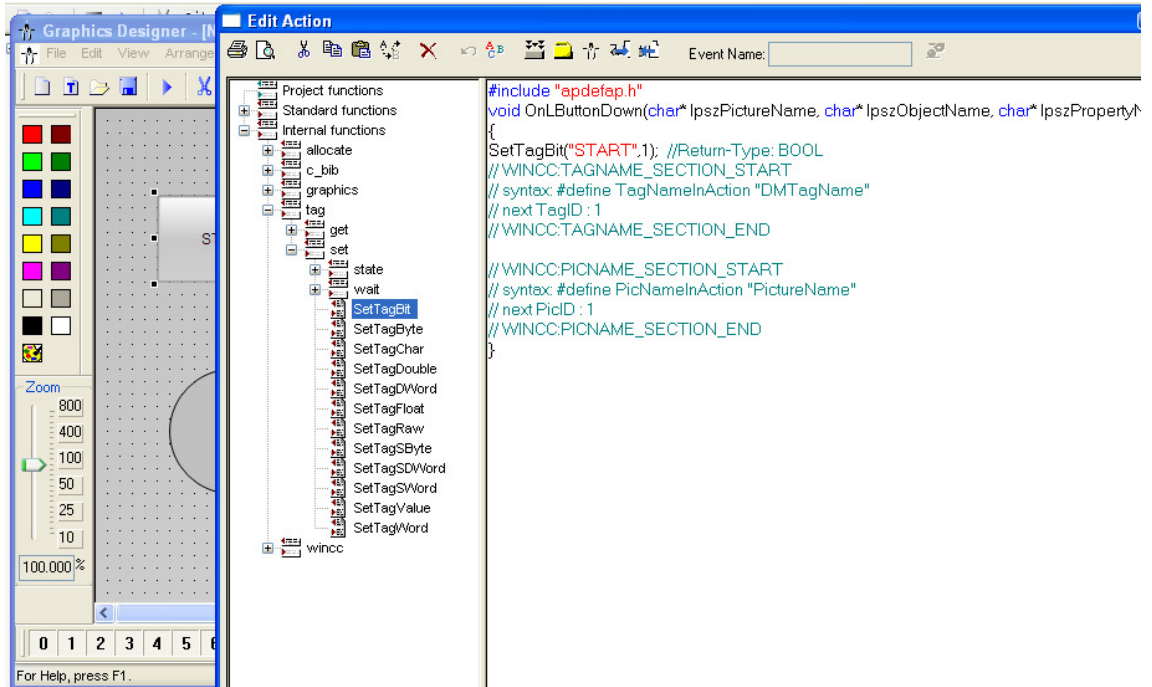 Graphics Designer - [N
File Edit View Arrange
ST
Zoom
800
400
100
50
25
10
100.000 %
0 1 2 3 4 5 6
For Help, press F1.
Edit Action
Event Name:
Project functions
Standard functions
Internal functions
allocate
c_bib
graphics
tag
get
set
state
wait
SetTagBit
SetTagByte
SetTagChar
SetTagDouble
SetTagDWord
SetTagFloat
SetTagRaw
SetTagSByte
SetTagSDWord
SetTagSWord
SetTagValue
SetTagWord
wincc
#include "apdefap.h"
void OnLButtonDown(char* lpszPictureName, char* lpszObjectName, char* lpszPropertyN
{
SetTagBit("START",1); //Return-Type: BOOL
// WINCC:TAGNAME_SECTION_START
// syntax: #define TagNameInAction "DMTagName"
// next TagID : 1
// WINCC:TAGNAME_SECTION_END
// WINCC:PICNAME_SECTION_START
// syntax: #define PicNameInAction "PictureName"
// next PicID : 1
// WINCC:PICNAME_SECTION_END
}